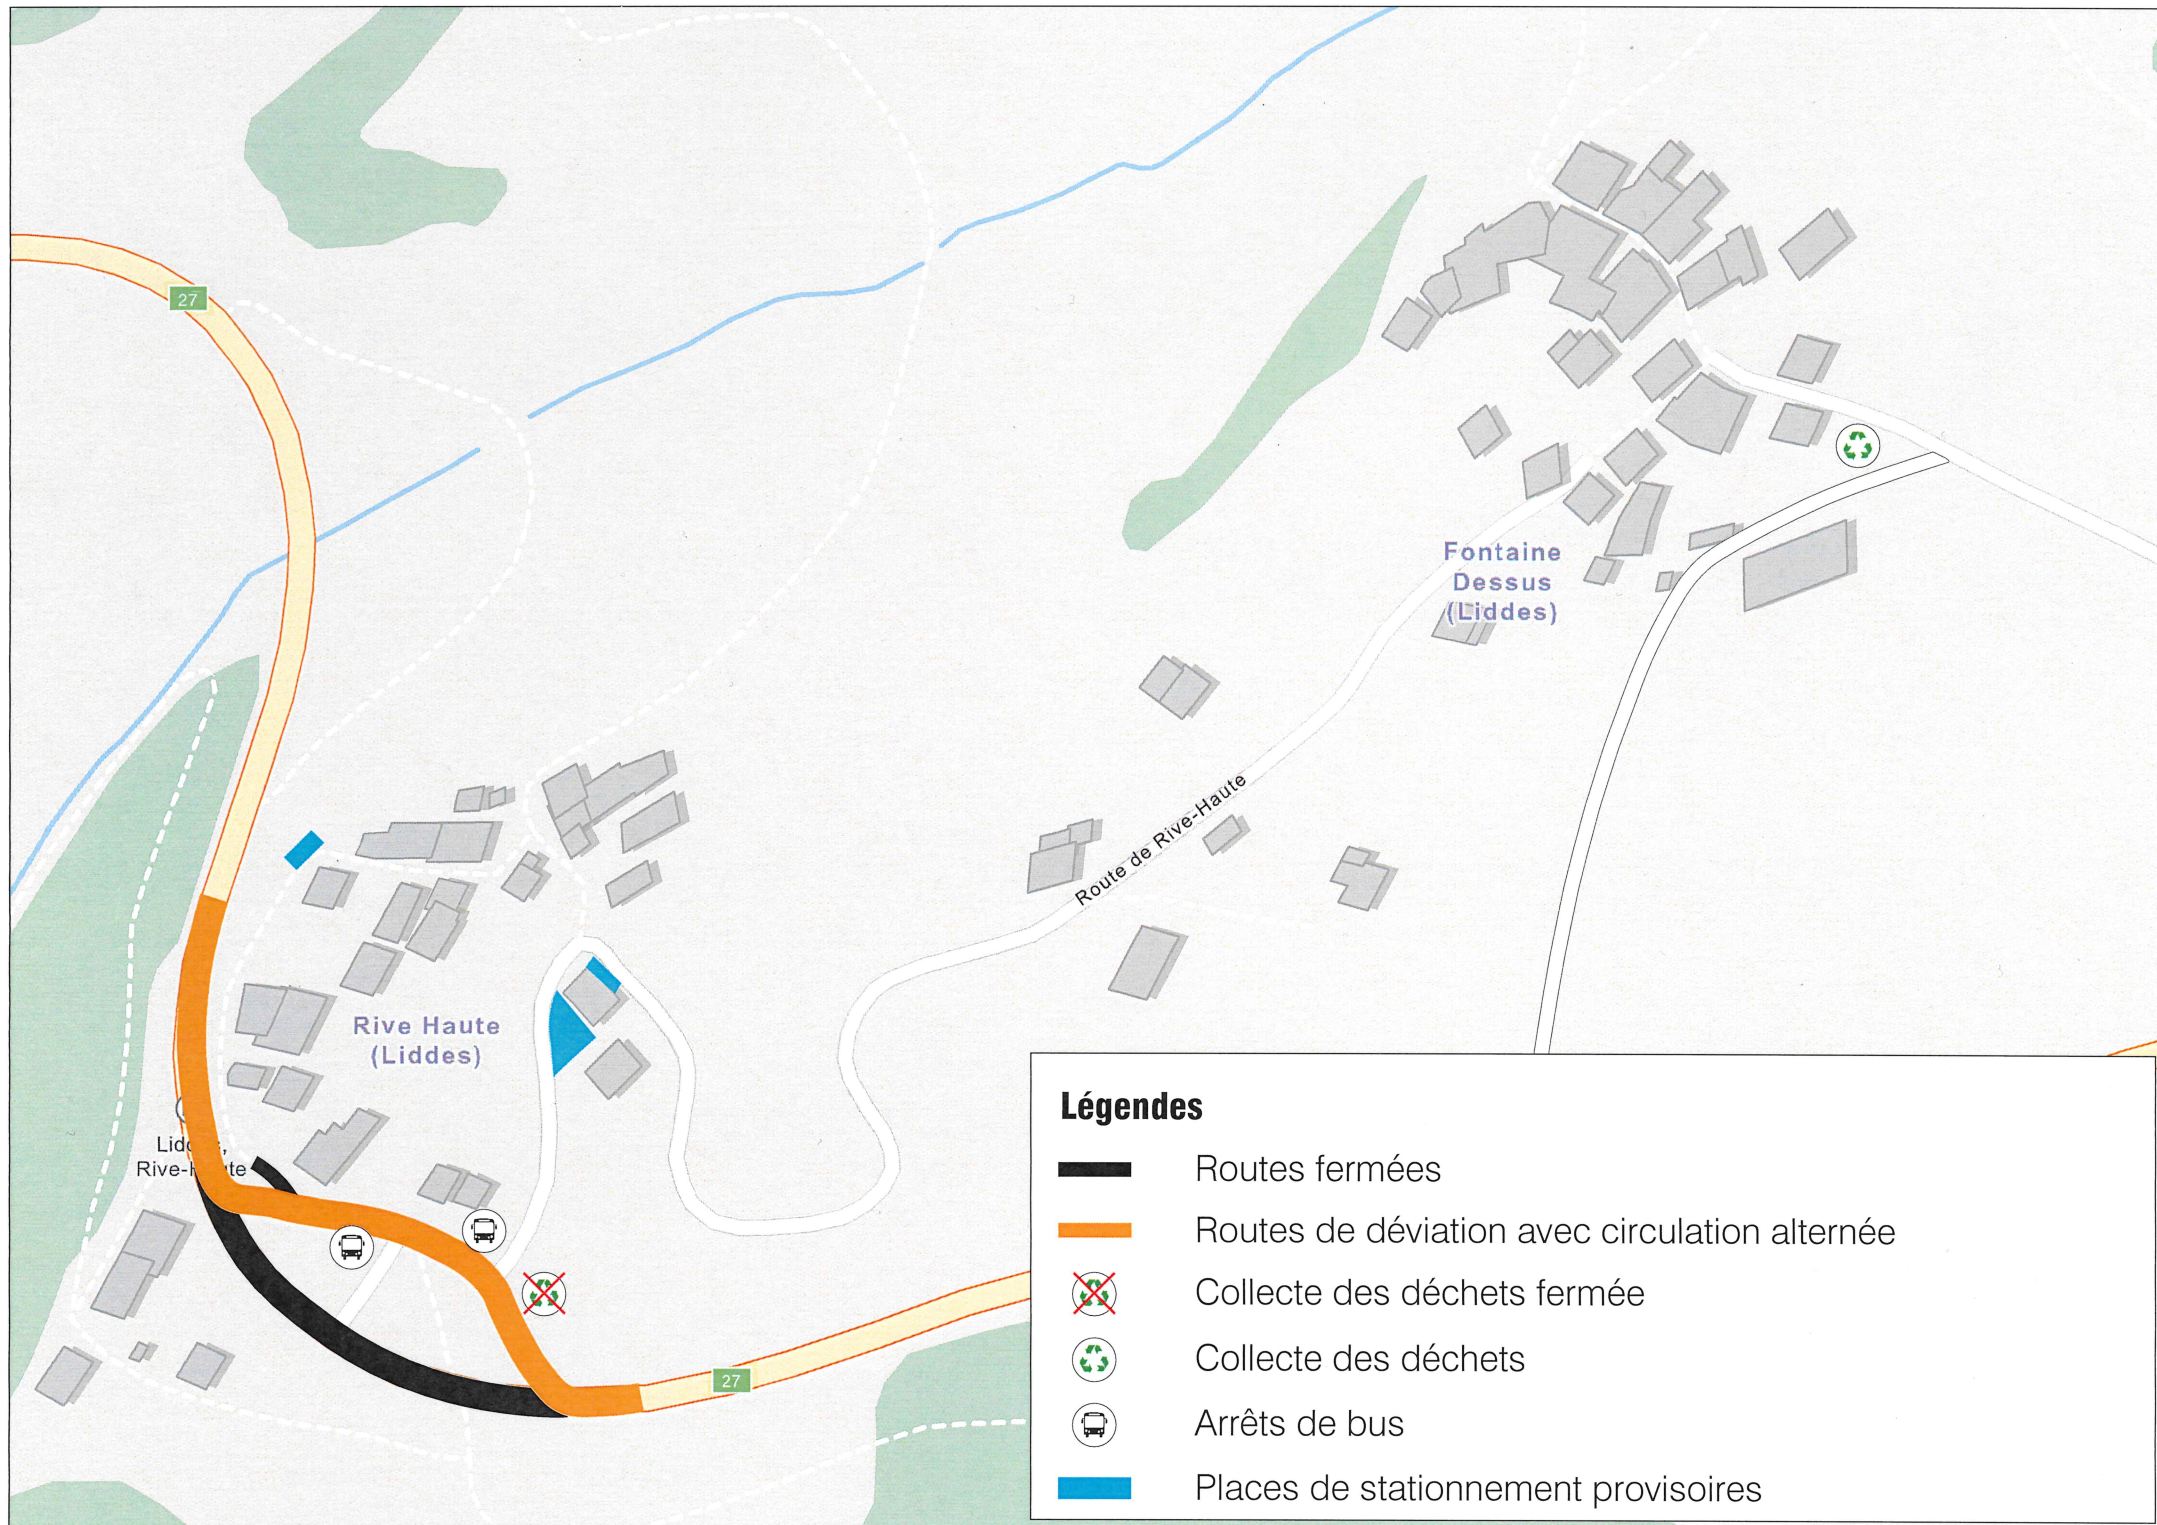 27
Fontaine
Dessus
(Liddes)
Route de Rive-Haute
Rive Haute
(Liddes)
Rive-
27
Légendes
Routes fermées
Routes de déviation avec circulation alternée
Collecte des déchets fermée
Collecte des déchets
Arrêts de bus
Places de stationnement provisoires